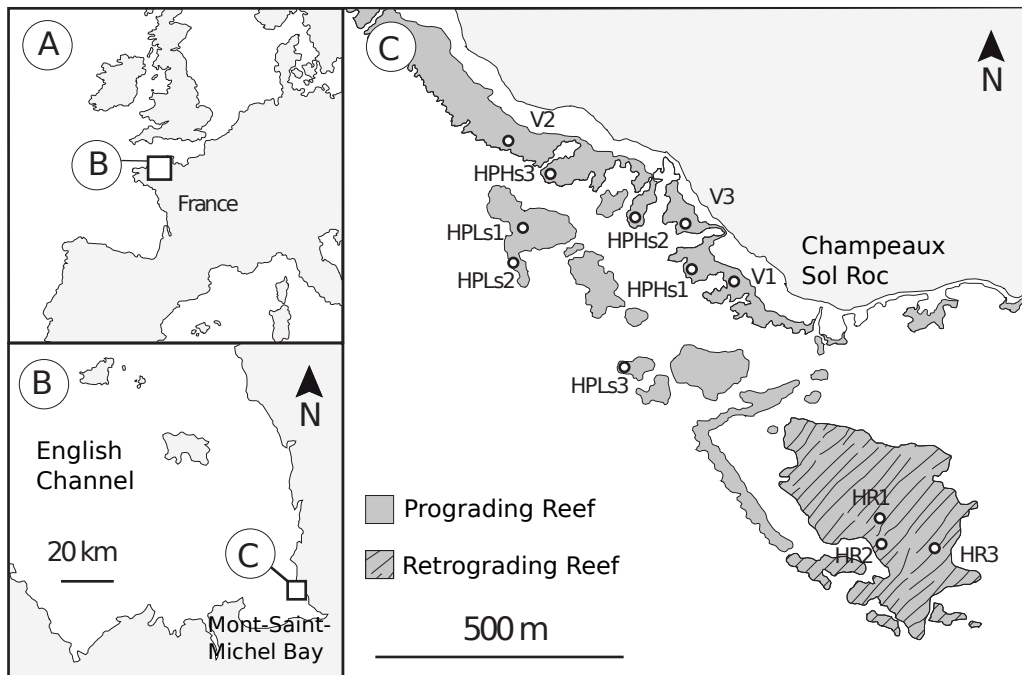 A
B
France
B
N
English
Channel
20 km
C
Mont-Saint-
Michel Bay
C
N
V2
HPHs3
V3
HPLs1
HPHs2
Champeaux
Sol Roc
HPLs2
HPHs1
V1
HPLs3
HR1
Prograding Reef
HR2
HR3
Retrograding Reef
500 m